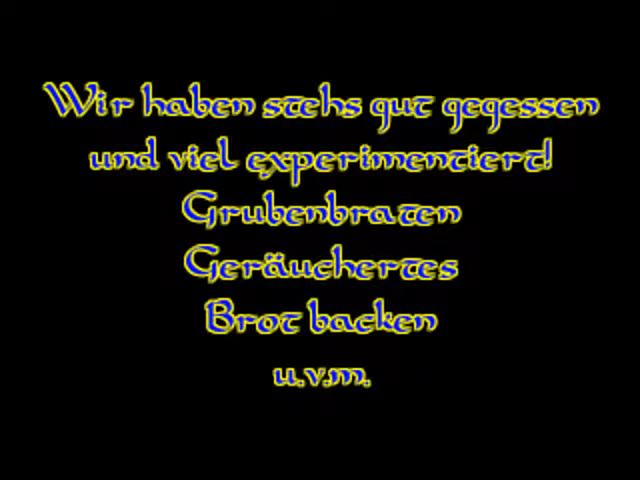 Wir haben stehs gut gegessen
und viel experimentiert!
Grubenbraten
Geräuchertes
Brot backen
u.v.m.